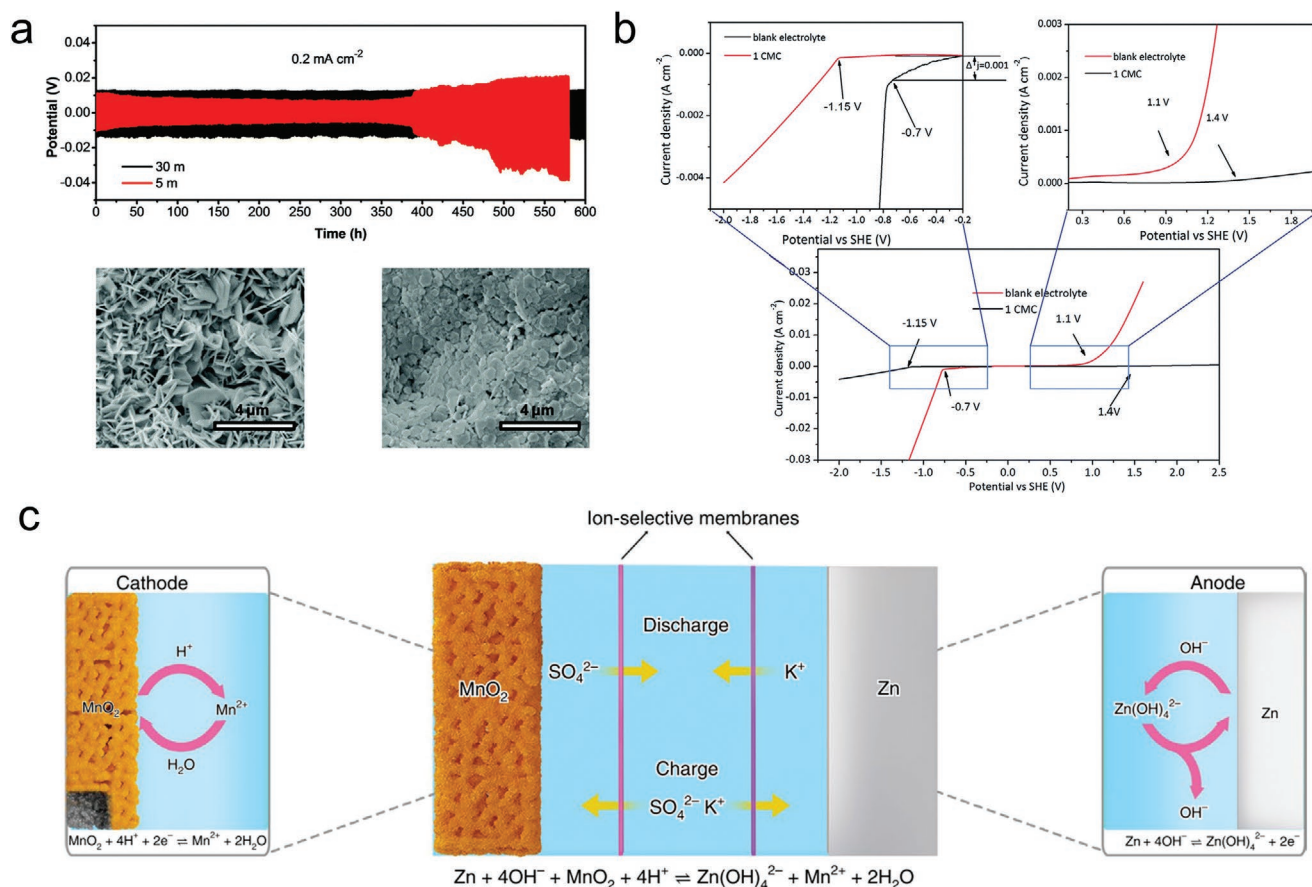 a
0.2 mA cm⁻²
0.04
0.02
0.00
-0.02
-0.04
Potential (V)
30 m
5 m
0 50 100 150 200 250 300 350 400 450 500 550 600
Time (h)
4 µm
4 µm
b
blank electrolyte
1 CMC
0.000
-0.002
-0.004
Current density (A cm⁻²)
Δ j=0.001
-1.15 V
-0.7 V
-2.0 -1.8 -1.6 -1.4 -1.2 -1.0 -0.8 -0.6 -0.4 -0.2
Potential vs SHE (V)
blank electrolyte
1 CMC
0.003
0.002
0.001
0.000
Current density (A cm⁻²)
1.1 V
1.4 V
0.3 0.6 0.9 1.2 1.5 1.8
Potential vs SHE (V)
blank electrolyte
1 CMC
0.03
0.02
0.01
0.00
-0.01
-0.02
-0.03
Current density (A cm⁻²)
-1.15 V
1.1 V
-0.7 V
1.4V
-2.0 -1.5 -1.0 -0.5 0.0 0.5 1.0 1.5 2.0 2.5
Potential vs SHE (V)
c
Ion-selective membranes
Cathode
H⁺
MnO₂
Mn²⁺
H₂O
MnO₂ + 4H⁺ + 2e⁻ ⇌ Mn²⁺ + 2H₂O
Discharge
MnO₂
SO₄²⁻
K⁺
Zn
Charge
SO₄²⁻ K⁺
Zn + 4OH⁻ + MnO₂ + 4H⁺ ⇌ Zn(OH)₄²⁻ + Mn²⁺ + 2H₂O
Anode
OH⁻
Zn(OH)₄²⁻
Zn
OH⁻
Zn + 4OH⁻ ⇌ Zn(OH)₄²⁻ + 2e⁻